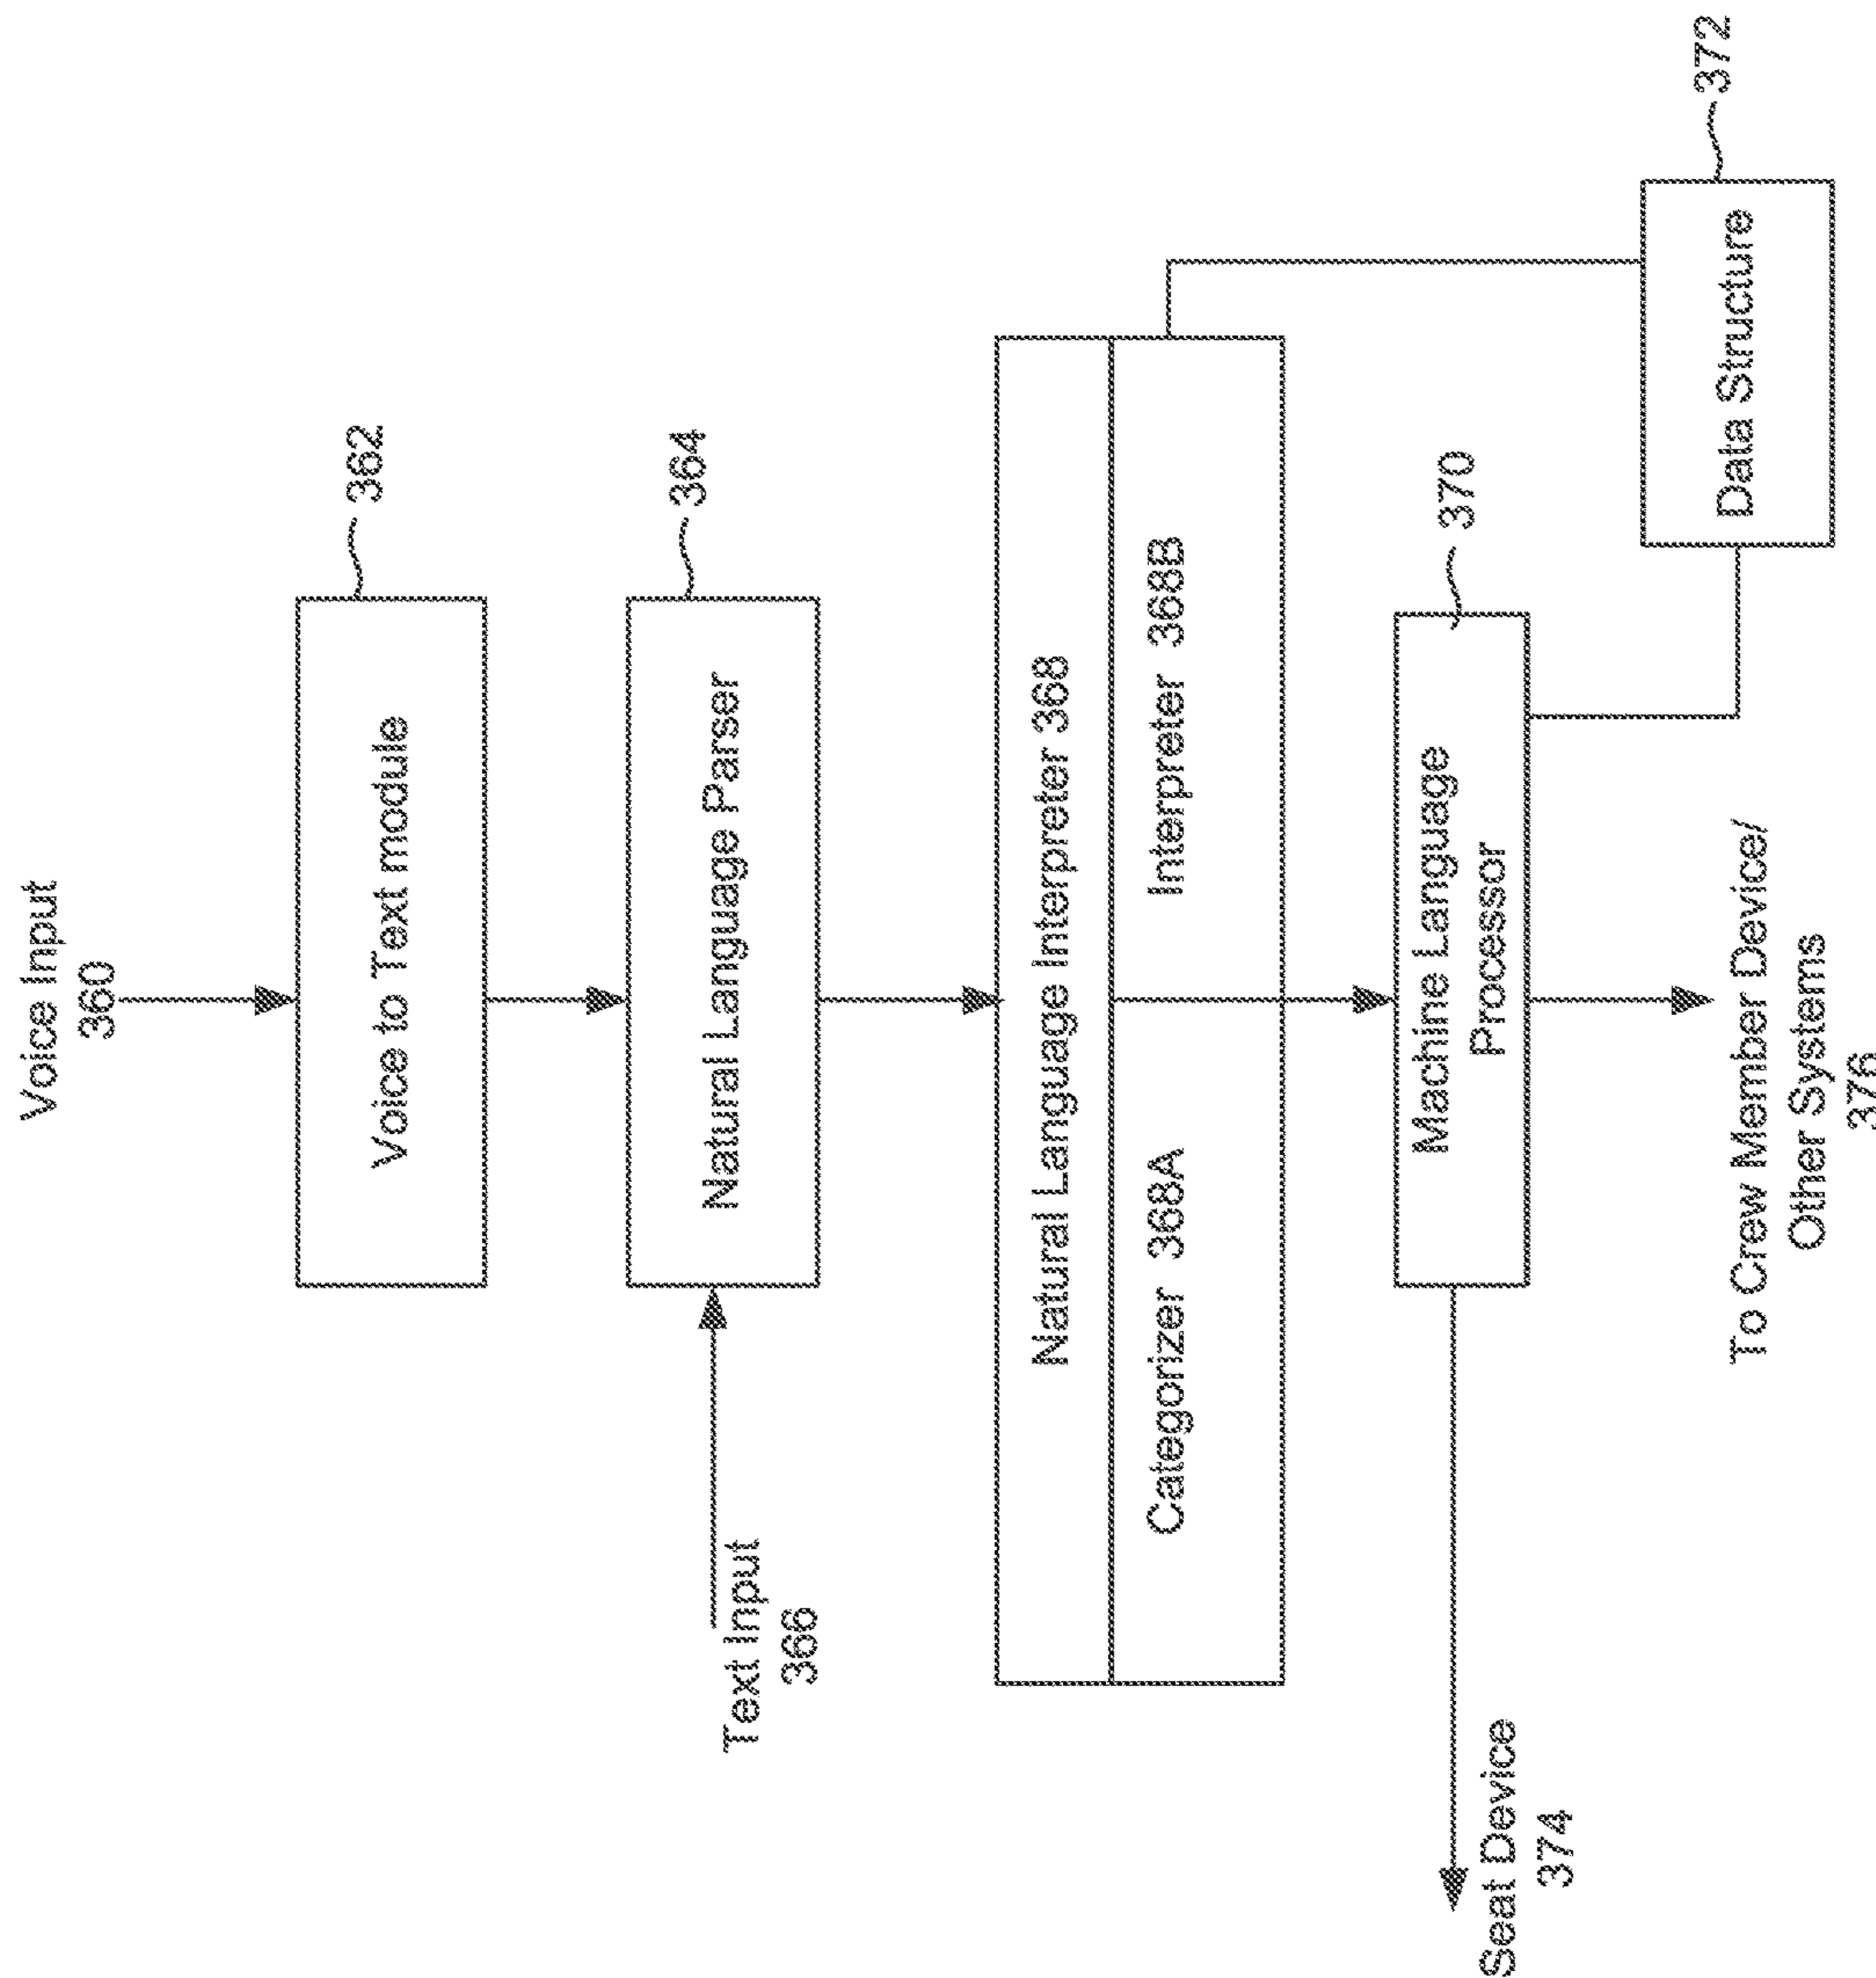 Voice Input
360
Voice to Text module
362
Natural Language Parser
364
Text Input
366
Natural Language Interpreter 368
Categorizer 368A
Interpreter 368B
Machine Language
Processor
370
Data Structure
372
Seat Device
374
To Crew Member Device/
Other Systems
376